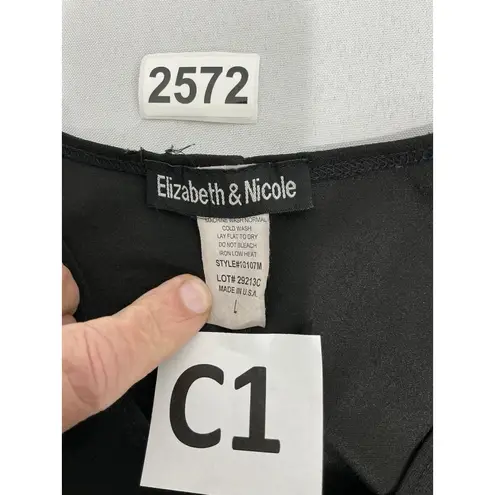 2572
Elizabeth & Nicole
MACHINE WASH NORMAL
COLD WASH
LAY FLAT TO DRY
DO NOT BLEACH
IRON LOW HEAT
STYLE#10107M
LOT# 29213C
MADE IN U.S.A.
L
C1